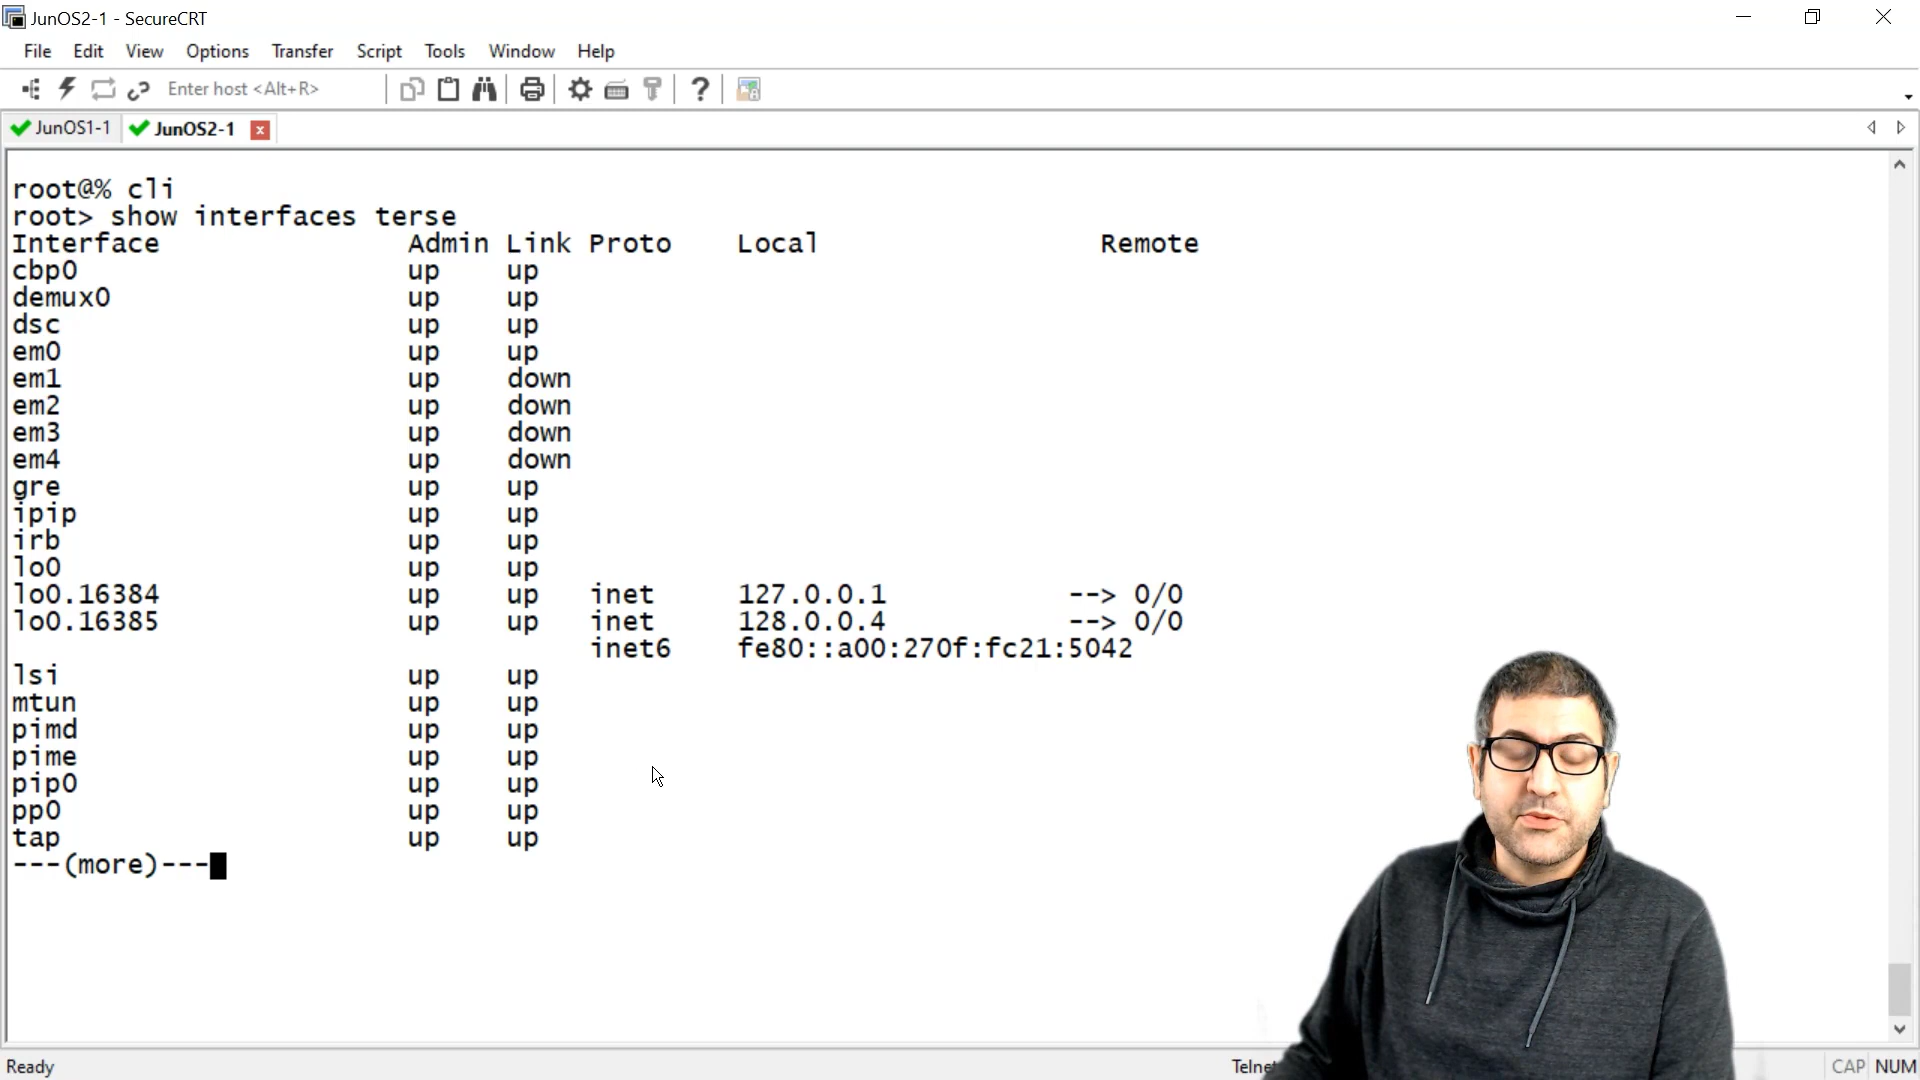 JunOS2-1 - SecureCRT
File Edit View Options Transfer Script Tools Window Help
Enter host <Alt+R>
JunOS1-1 JunOS2-1
root@% cli
root> show interfaces terse
Interface Admin Link Proto Local Remote
cbp0 up up
demux0 up up
dsc up up
em0 up up
em1 up down
em2 up down
em3 up down
em4 up down
gre up up
ipip up up
irb up up
lo0 up up
lo0.16384 up up inet 127.0.0.1 --> 0/0
lo0.16385 up up inet 128.0.0.4 --> 0/0
inet6 fe80::a00:270f:fc21:5042
lsi up up
mtun up up
pimd up up
pime up up
pip0 up up
pp0 up up
tap up up
---(more)---
Ready CAP NUM